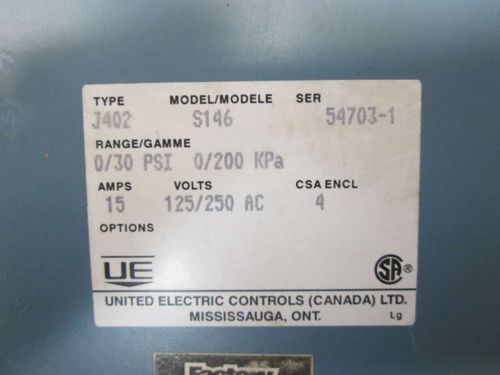 TYPE MODEL/MODELE SER
J402 S146 54703-1
RANGE/GAMME
0/30 PSI 0/200 KPa
AMPS VOLTS CSA ENCL
15 125/250 AC 4
OPTIONS
UE SA ®
UNITED ELECTRIC CONTROLS (CANADA) LTD.
MISSISSAUGA, ONT. Lg
Factory